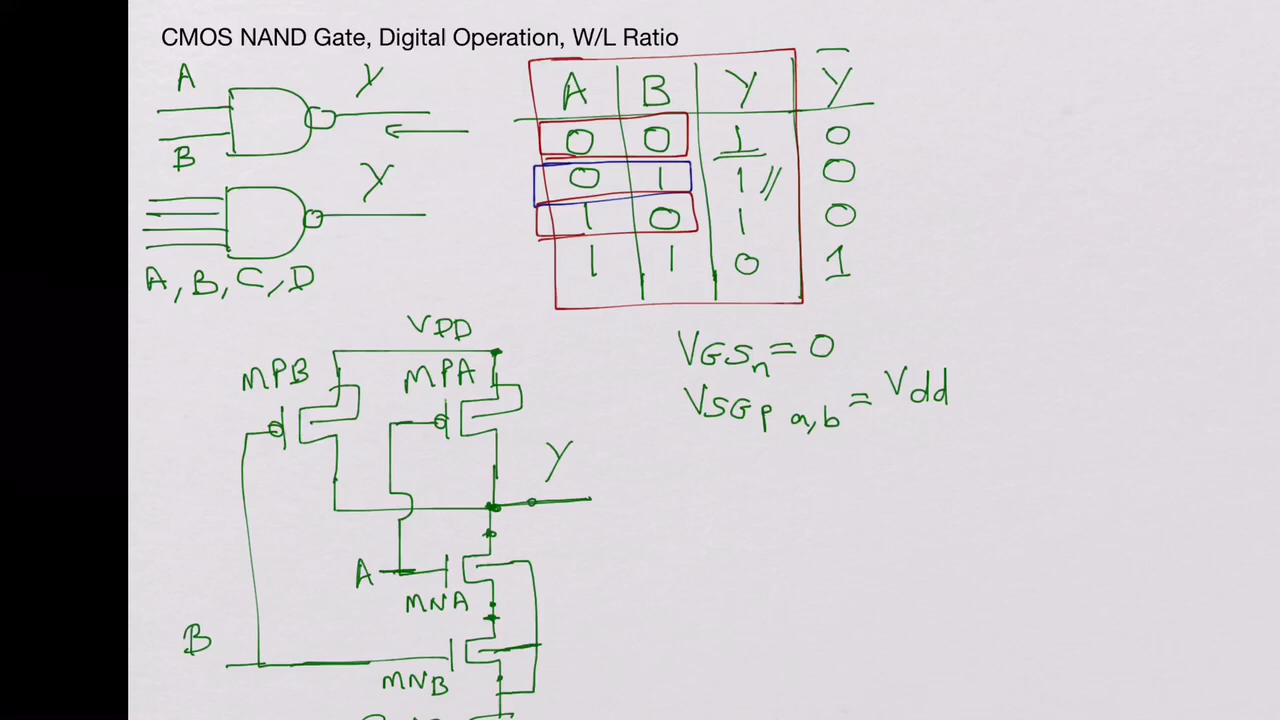 CMOS NAND Gate, Digital Operation, W/L Ratio
A Y
B
Y
A, B, C, D
A B Y Y̅
0 0 1 0
0 1 1 0
1 0 1 0
1 1 0 1
VGSn = 0
VSGp a,b = Vdd
VDD
MPB MPA
Y
A
MNA
B
MNB